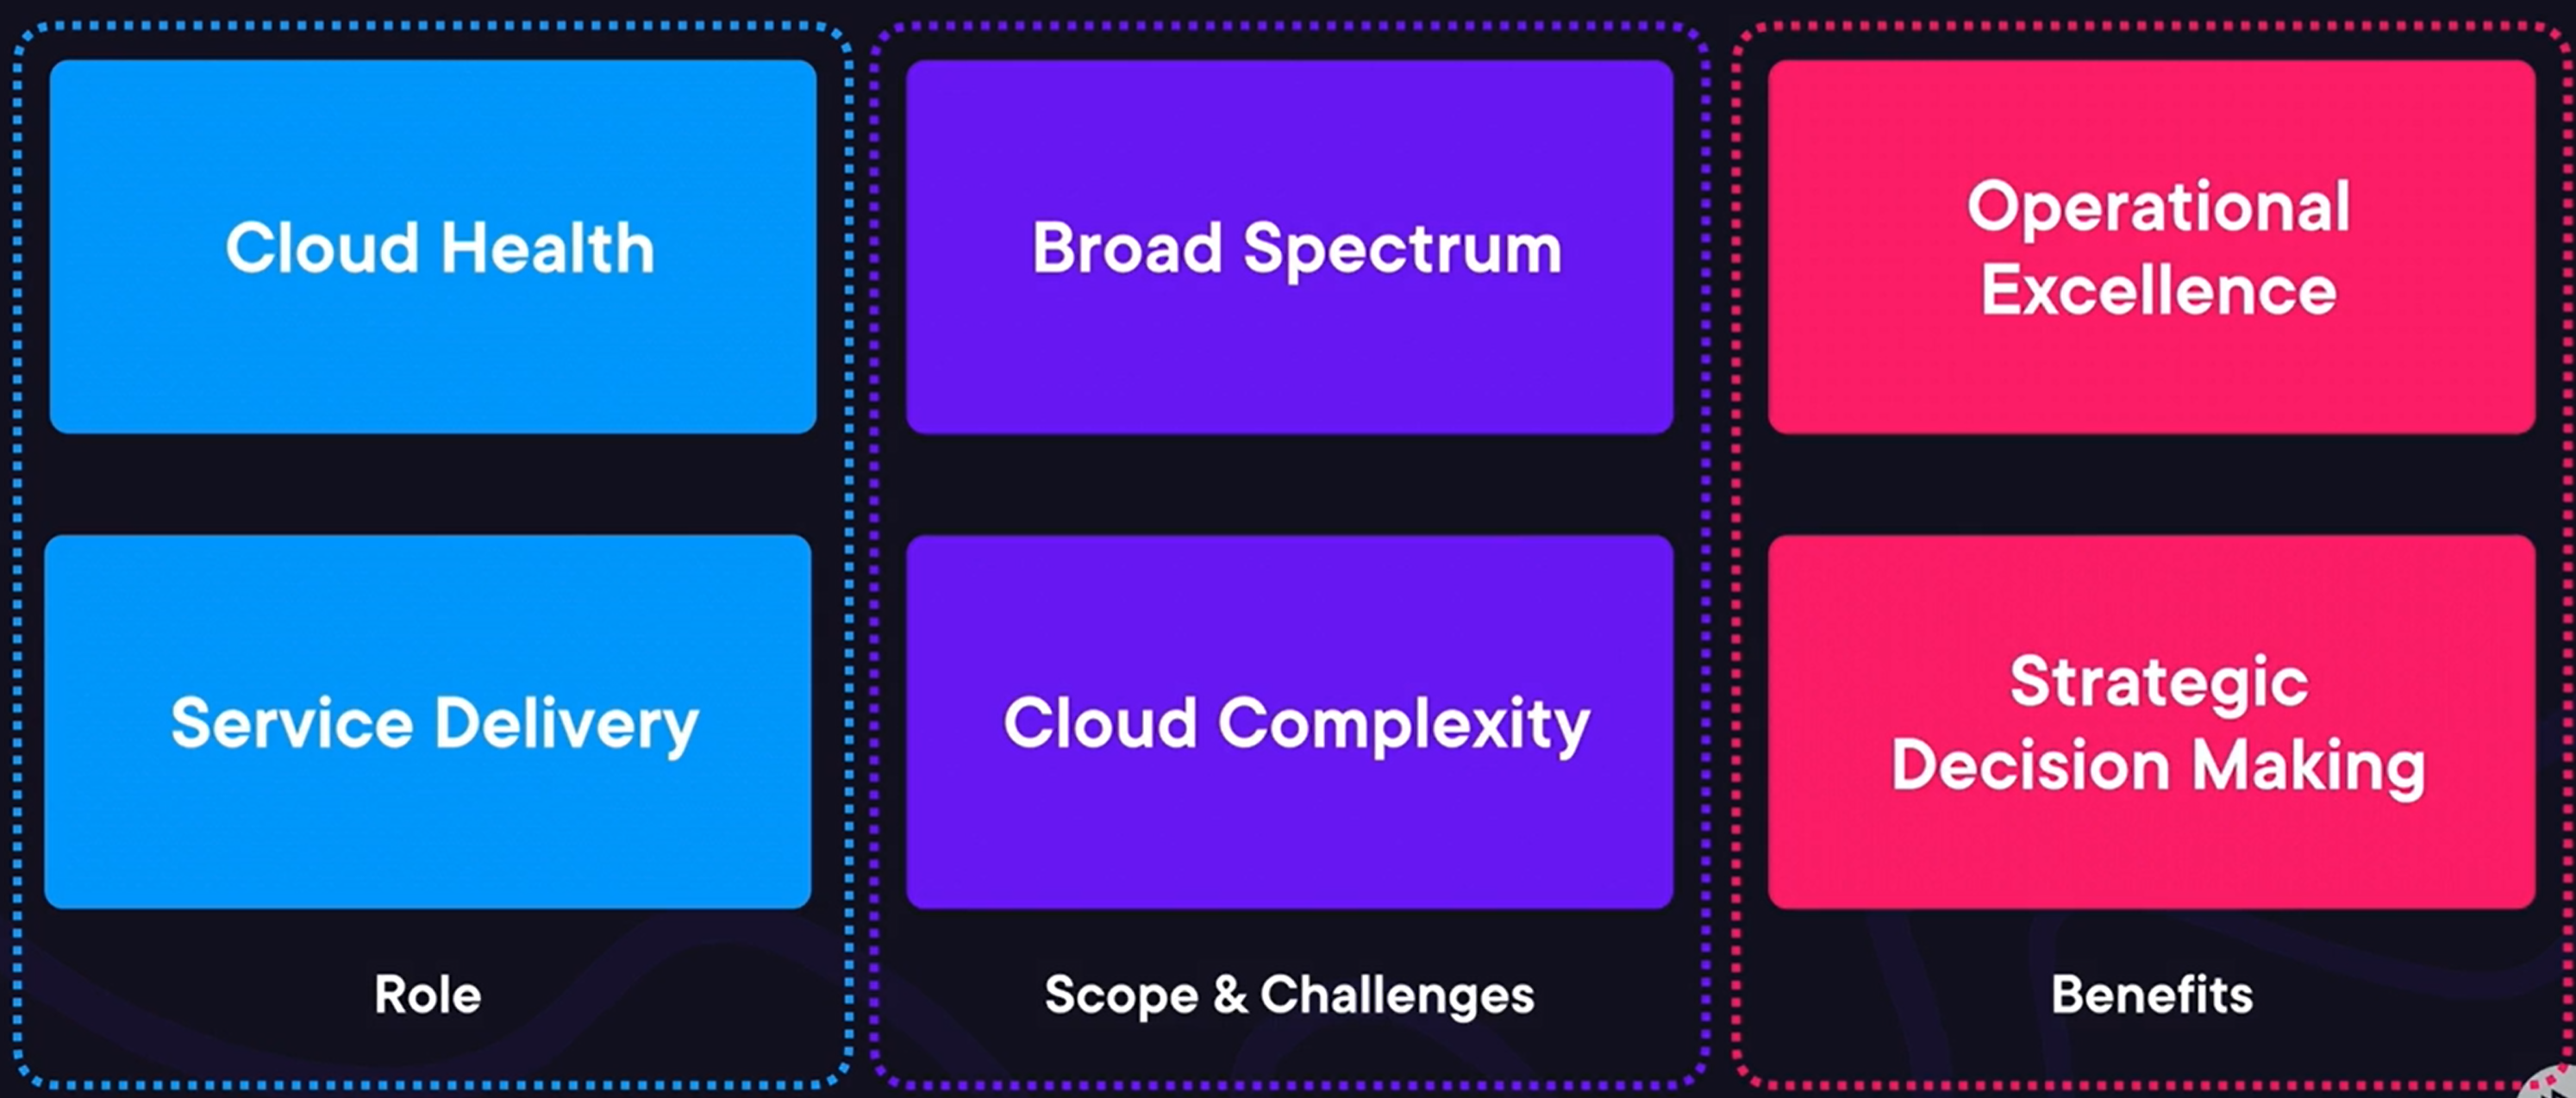 Cloud Health
Service Delivery
Role
Broad Spectrum
Cloud Complexity
Scope & Challenges
Operational
Excellence
Strategic
Decision Making
Benefits